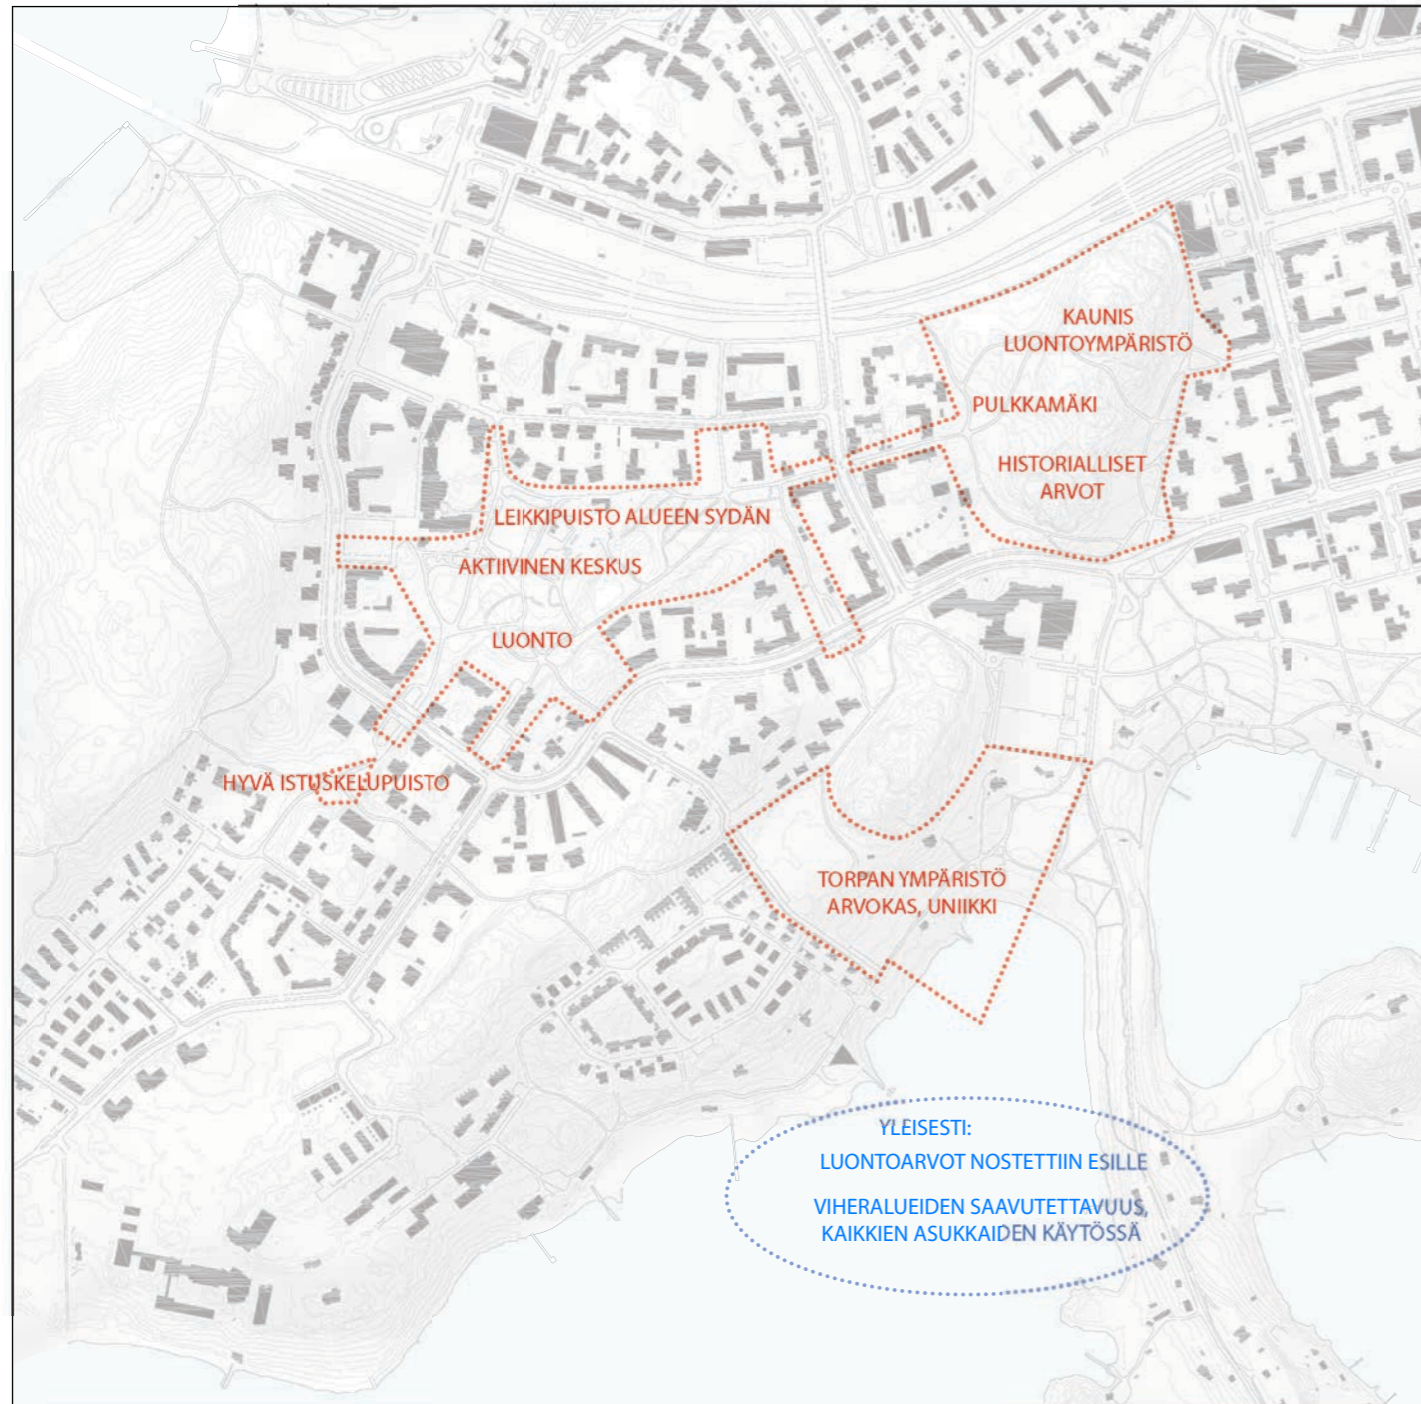 KAUNIS
LUONTOYMPÄRISTÖ
PULKKAMÄKI
HISTORIALLISET
ARVOT
LEIKKIPUISTO ALUEEN SYDÄN
AKTIIVINEN KESKUS
LUONTO
HYVÄ ISTUSKELUPUISTO
TORPAN YMPÄRISTÖ
ARVOKAS, UNIIKKI
YLEISESTI:
LUONTOARVOT NOSTETTIIN ESILLE
VIHERALUEIDEN SAAVUTETTAVUUS,
KAIKKIEN ASUKKAIDEN KÄYTÖSSÄ